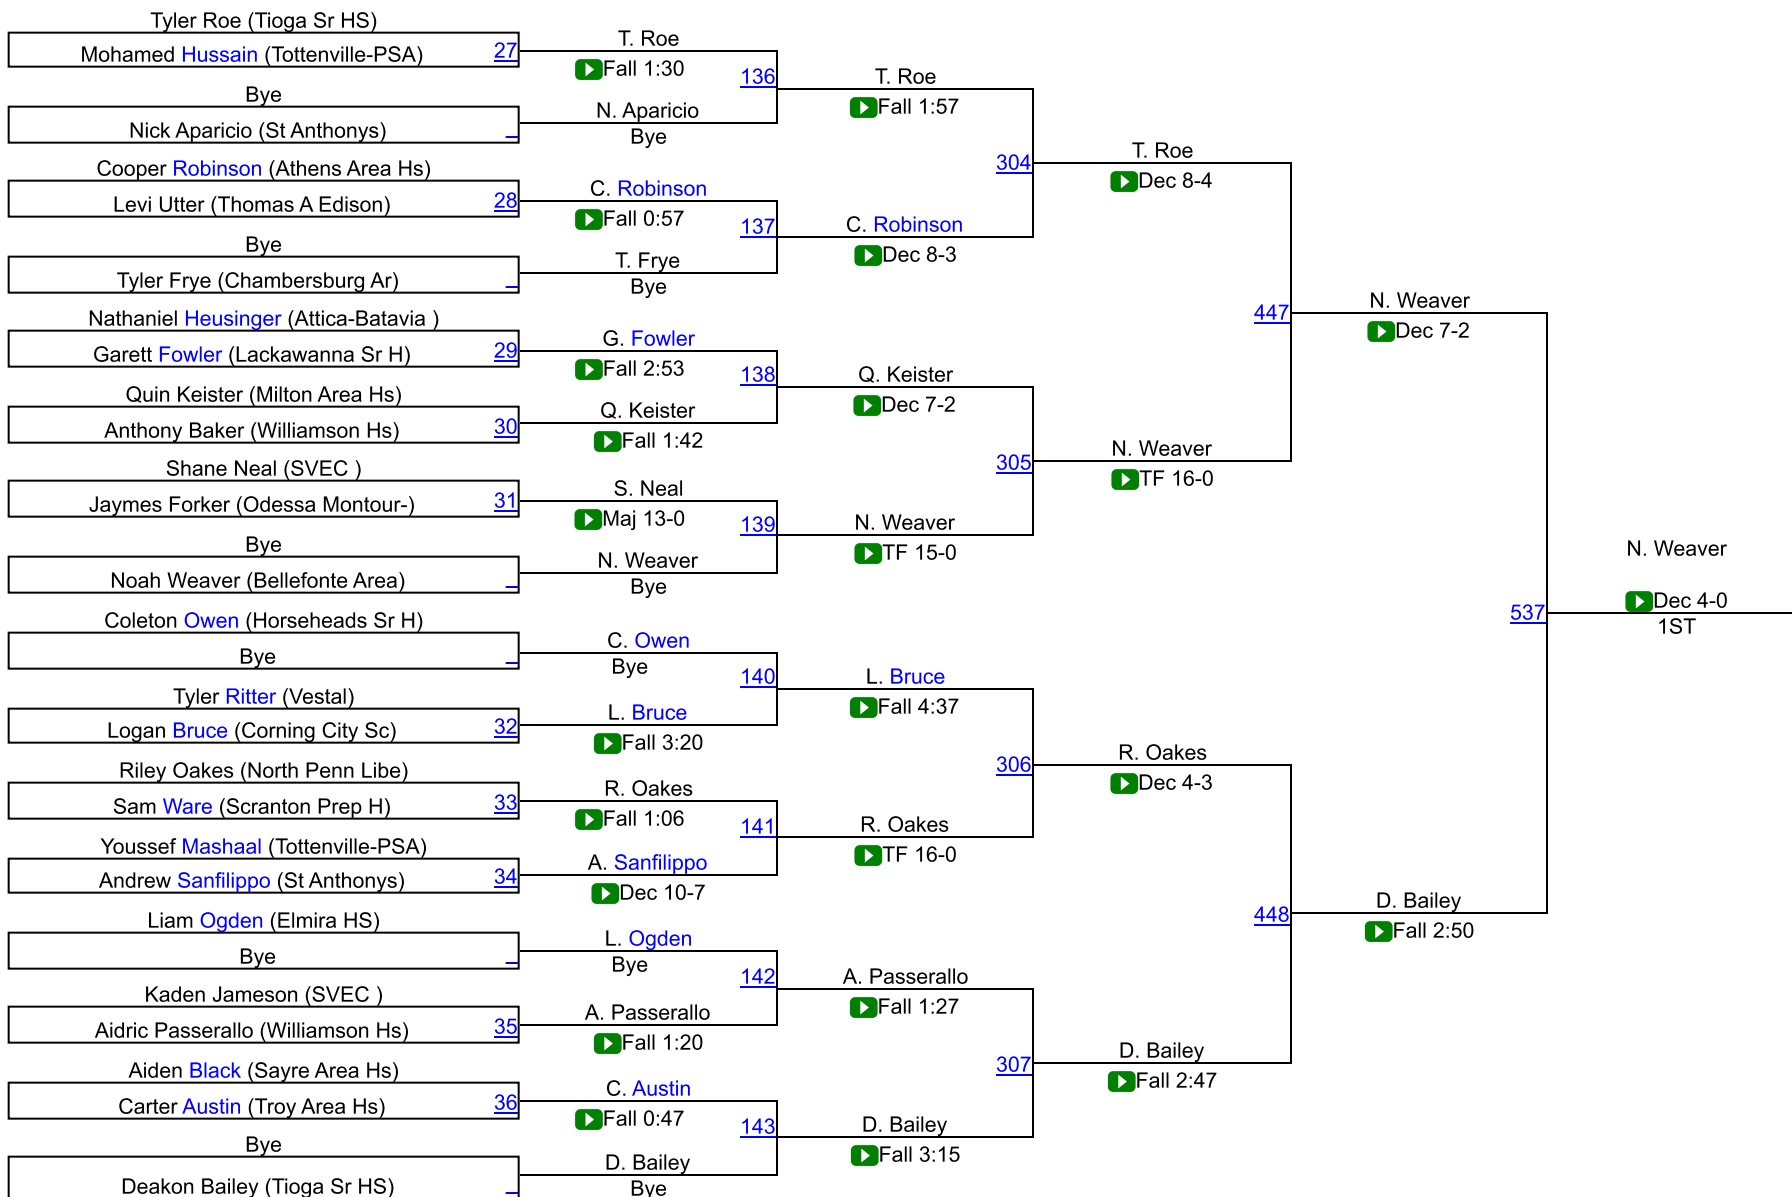 Tyler Roe (Tioga Sr HS)
Mohamed Hussain (Tottenville-PSA) 27
Bye
Nick Aparicio (St Anthonys) _
Cooper Robinson (Athens Area Hs)
Levi Utter (Thomas A Edison) 28
Bye
Tyler Frye (Chambersburg Ar) _
Nathaniel Heusinger (Attica-Batavia )
Garett Fowler (Lackawanna Sr H) 29
Quin Keister (Milton Area Hs)
Anthony Baker (Williamson Hs) 30
Shane Neal (SVEC )
Jaymes Forker (Odessa Montour-) 31
Bye
Noah Weaver (Bellefonte Area) _
Coleton Owen (Horseheads Sr H)
Bye _
Tyler Ritter (Vestal)
Logan Bruce (Corning City Sc) 32
Riley Oakes (North Penn Libe)
Sam Ware (Scranton Prep H) 33
Youssef Mashaal (Tottenville-PSA)
Andrew Sanfilippo (St Anthonys) 34
Liam Ogden (Elmira HS)
Bye _
Kaden Jameson (SVEC )
Aidric Passerallo (Williamson Hs) 35
Aiden Black (Sayre Area Hs)
Carter Austin (Troy Area Hs) 36
Bye
Deakon Bailey (Tioga Sr HS) _
T. Roe
Fall 1:30
136
N. Aparicio
Bye
C. Robinson
Fall 0:57
137
T. Frye
Bye
G. Fowler
Fall 2:53
138
Q. Keister
Fall 1:42
S. Neal
Maj 13-0
139
N. Weaver
Bye
C. Owen
Bye
140
L. Bruce
Fall 3:20
R. Oakes
Fall 1:06
141
A. Sanfilippo
Dec 10-7
L. Ogden
Bye
142
A. Passerallo
Fall 1:20
C. Austin
Fall 0:47
143
D. Bailey
Bye
T. Roe
Fall 1:57
304
C. Robinson
Dec 8-3
Q. Keister
Dec 7-2
305
N. Weaver
TF 15-0
L. Bruce
Fall 4:37
306
R. Oakes
TF 16-0
A. Passerallo
Fall 1:27
307
D. Bailey
Fall 3:15
T. Roe
Dec 8-4
447
N. Weaver
TF 16-0
R. Oakes
Dec 4-3
448
D. Bailey
Fall 2:47
N. Weaver
Dec 7-2
537
D. Bailey
Fall 2:50
N. Weaver
Dec 4-0
1ST